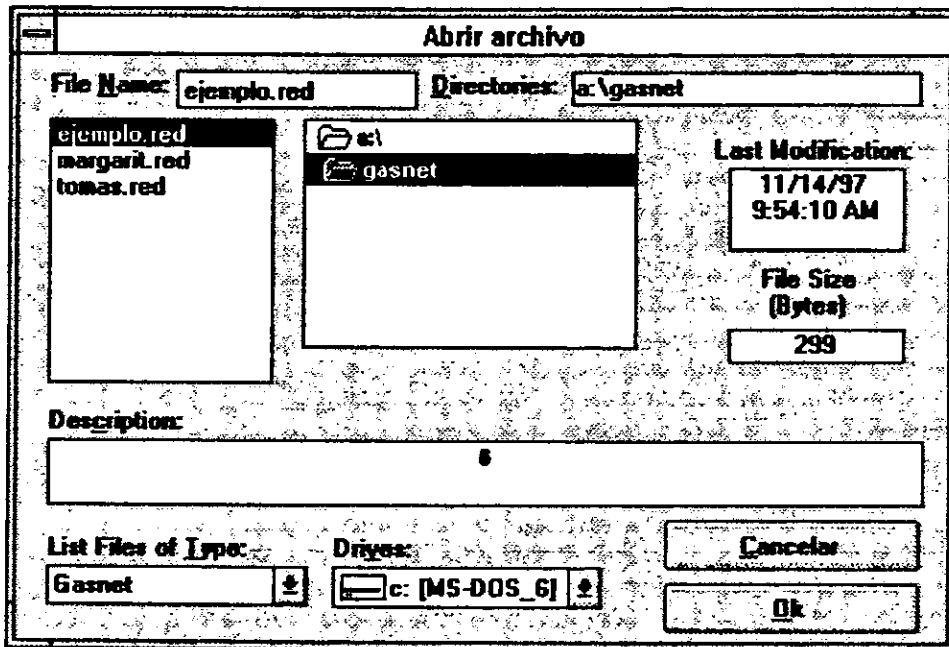 Abrir archivo
File Name: ejemplo.red Directories: a:\gasnet
ejemplo.red
margarit.red
tomas.red
a:\
gasnet
Last Modification:
11/14/97
9:54:10 AM
File Size
(Bytes)
299
Description:
6
List Files of Type:
Gasnet
Drives:
c: [MS-DOS_6]
Cancelar
Ok